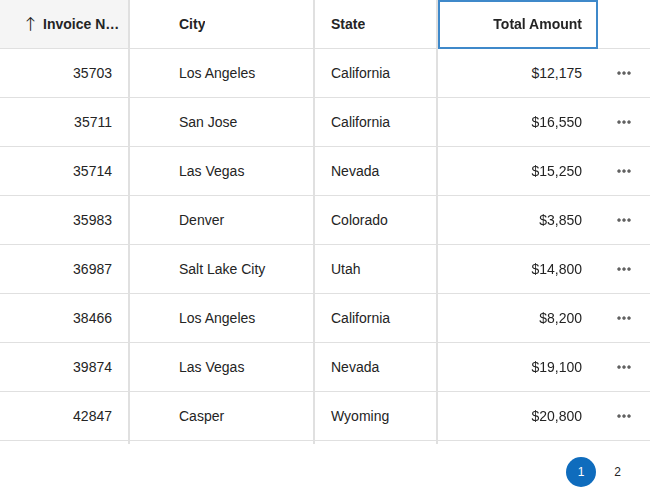 ↑ Invoice N... City State Total Amount
35703 Los Angeles California $12,175 •••
35711 San Jose California $16,550 •••
35714 Las Vegas Nevada $15,250 •••
35983 Denver Colorado $3,850 •••
36987 Salt Lake City Utah $14,800 •••
38466 Los Angeles California $8,200 •••
39874 Las Vegas Nevada $19,100 •••
42847 Casper Wyoming $20,800 •••
1 2